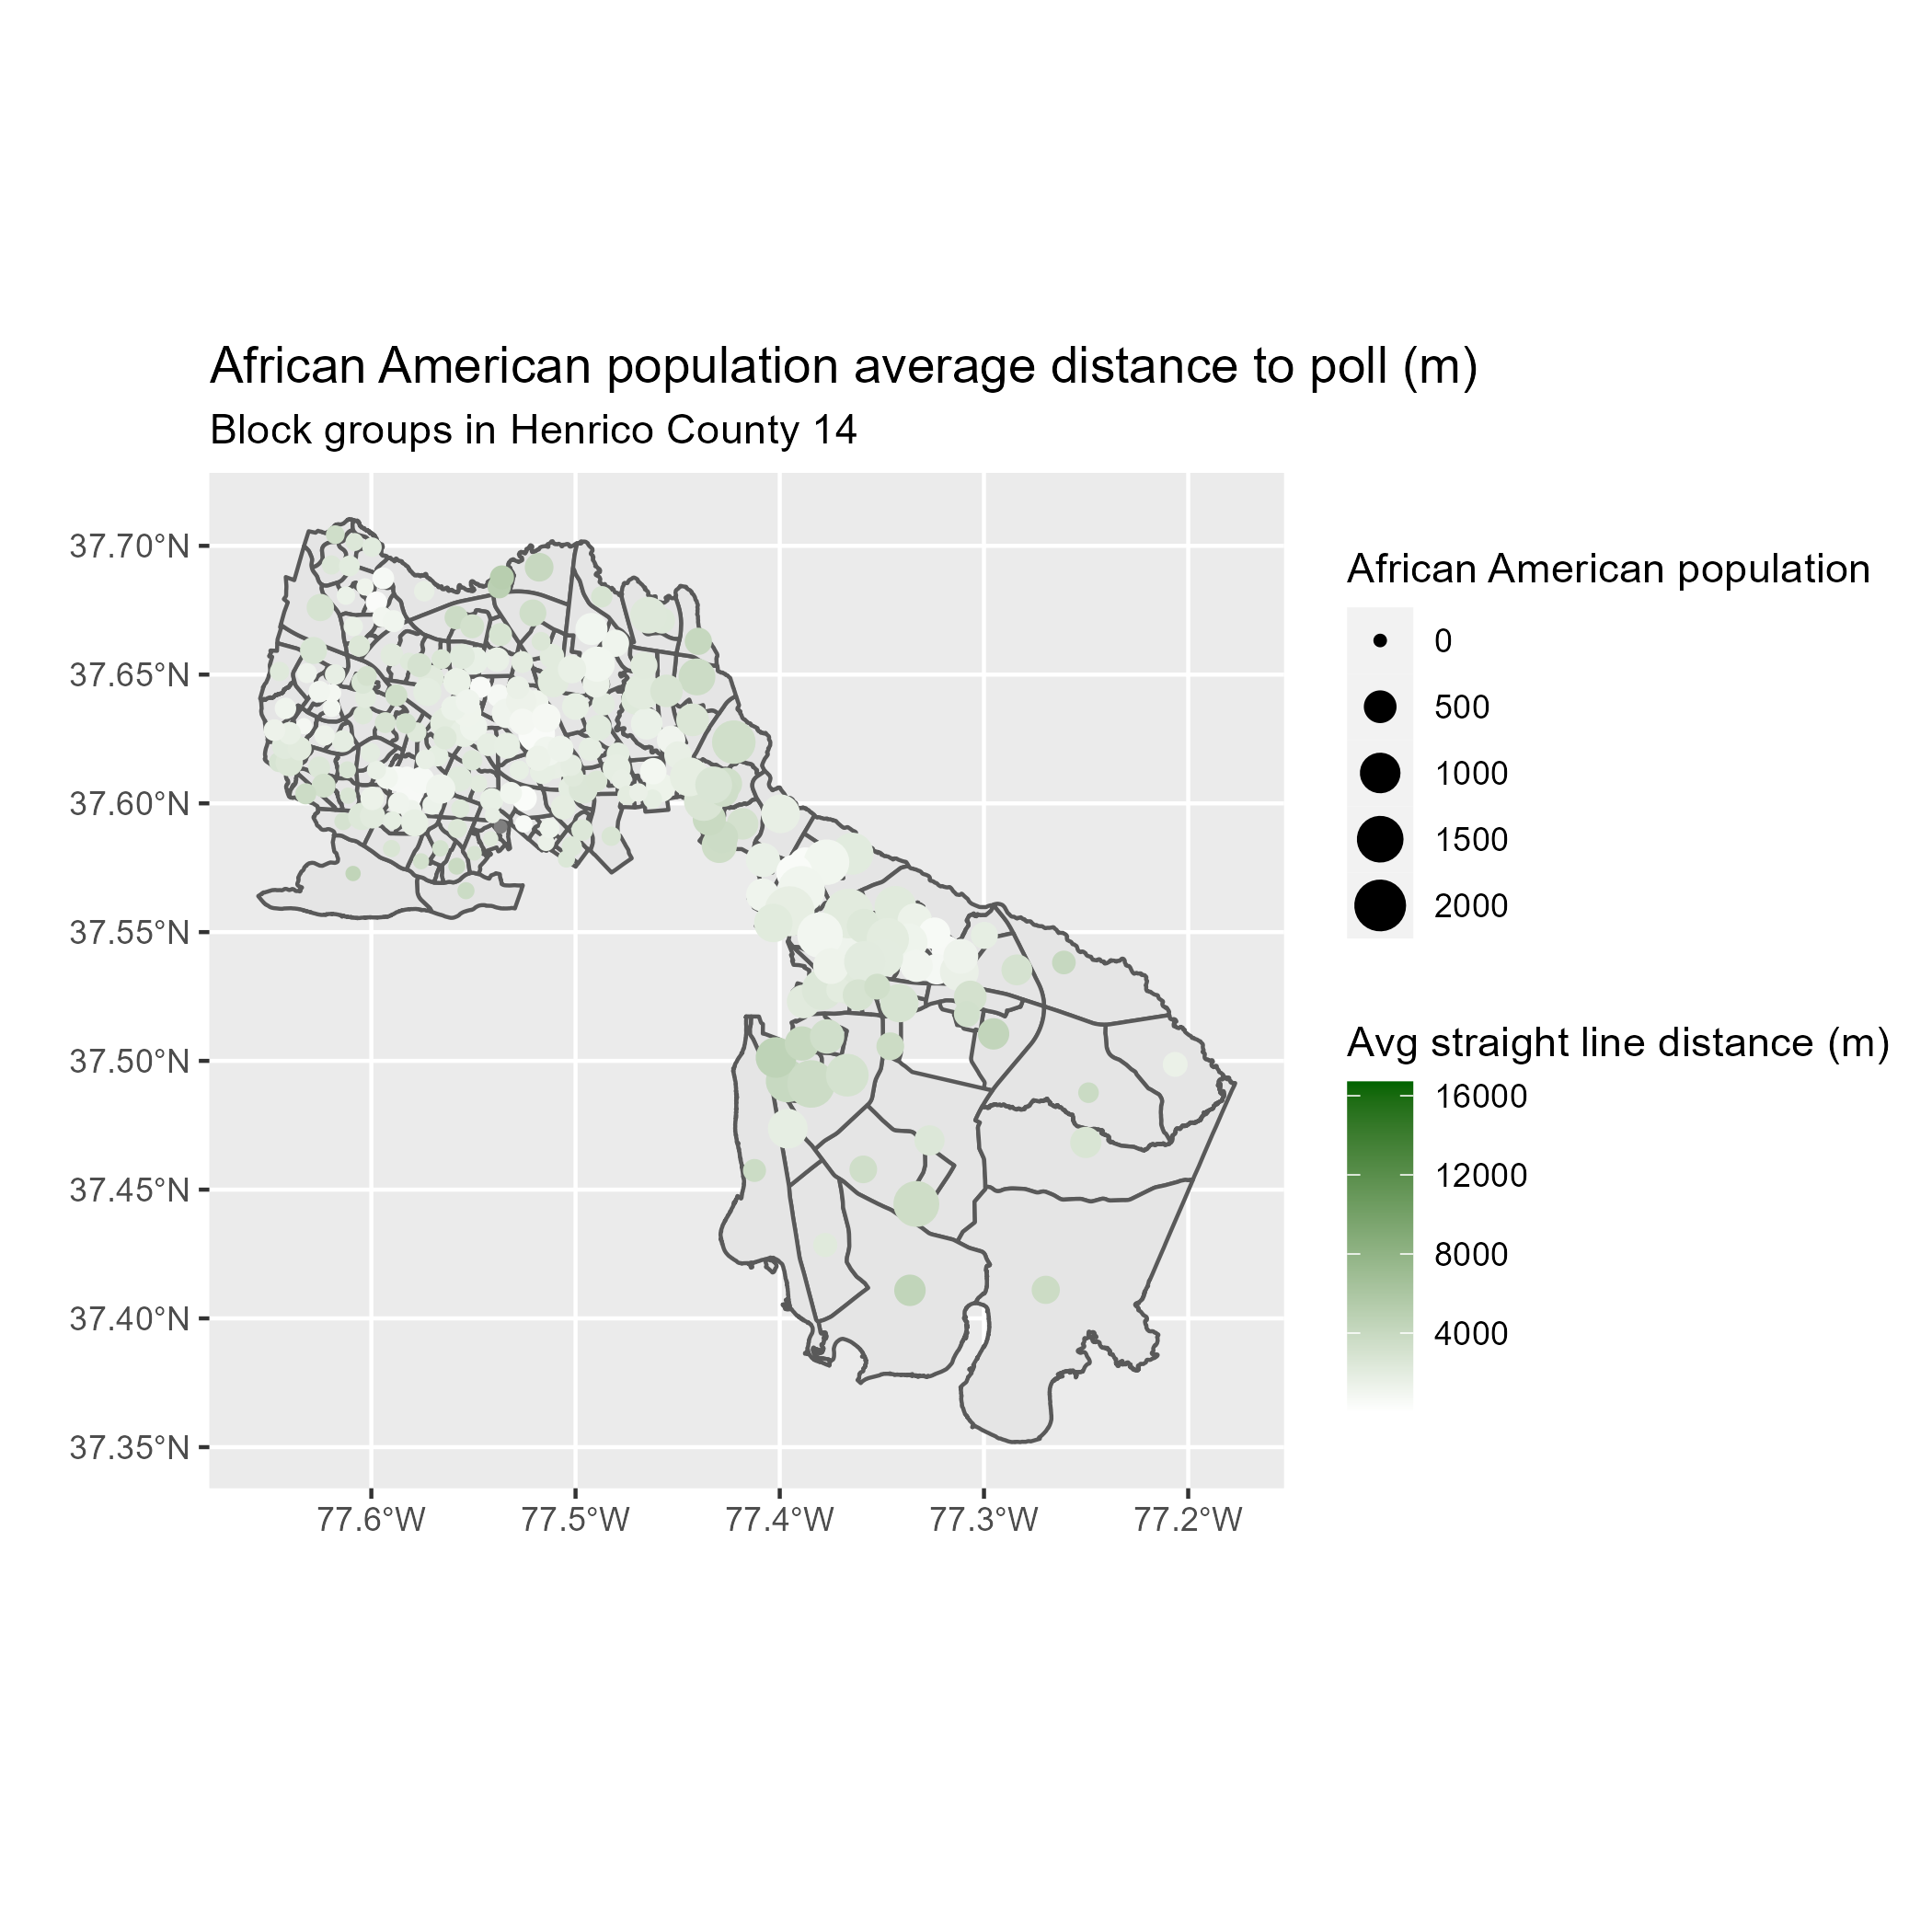 African American population average distance to poll (m)
Block groups in Henrico County 14
37.70°N
37.65°N
37.60°N
37.55°N
37.50°N
37.45°N
37.40°N
37.35°N
77.6°W
77.5°W
77.4°W
77.3°W
77.2°W
African American population
0
500
1000
1500
2000
Avg straight line distance (m)
16000
12000
8000
4000